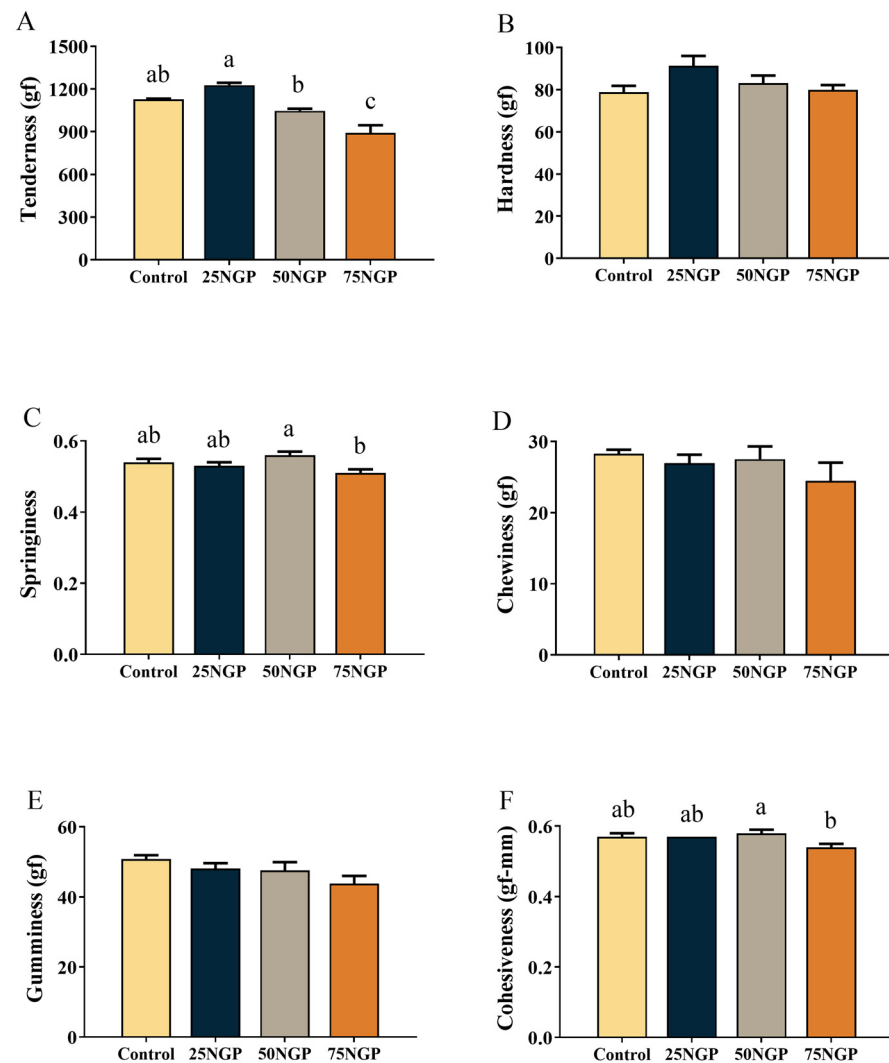 A
Tenderness (gf)
1500
1200
900
600
300
0
ab
a
b
c
Control 25NGP 50NGP 75NGP
B
Hardness (gf)
100
80
60
40
20
0
Control 25NGP 50NGP 75NGP
C
Springiness
0.6
0.4
0.2
0.0
ab
ab
a
b
Control 25NGP 50NGP 75NGP
D
Chewiness (gf)
30
20
10
0
Control 25NGP 50NGP 75NGP
E
Gumminess (gf)
60
40
20
0
Control 25NGP 50NGP 75NGP
F
Cohesiveness (gf-mm)
0.6
0.4
0.2
0.0
ab
ab
a
b
Control 25NGP 50NGP 75NGP